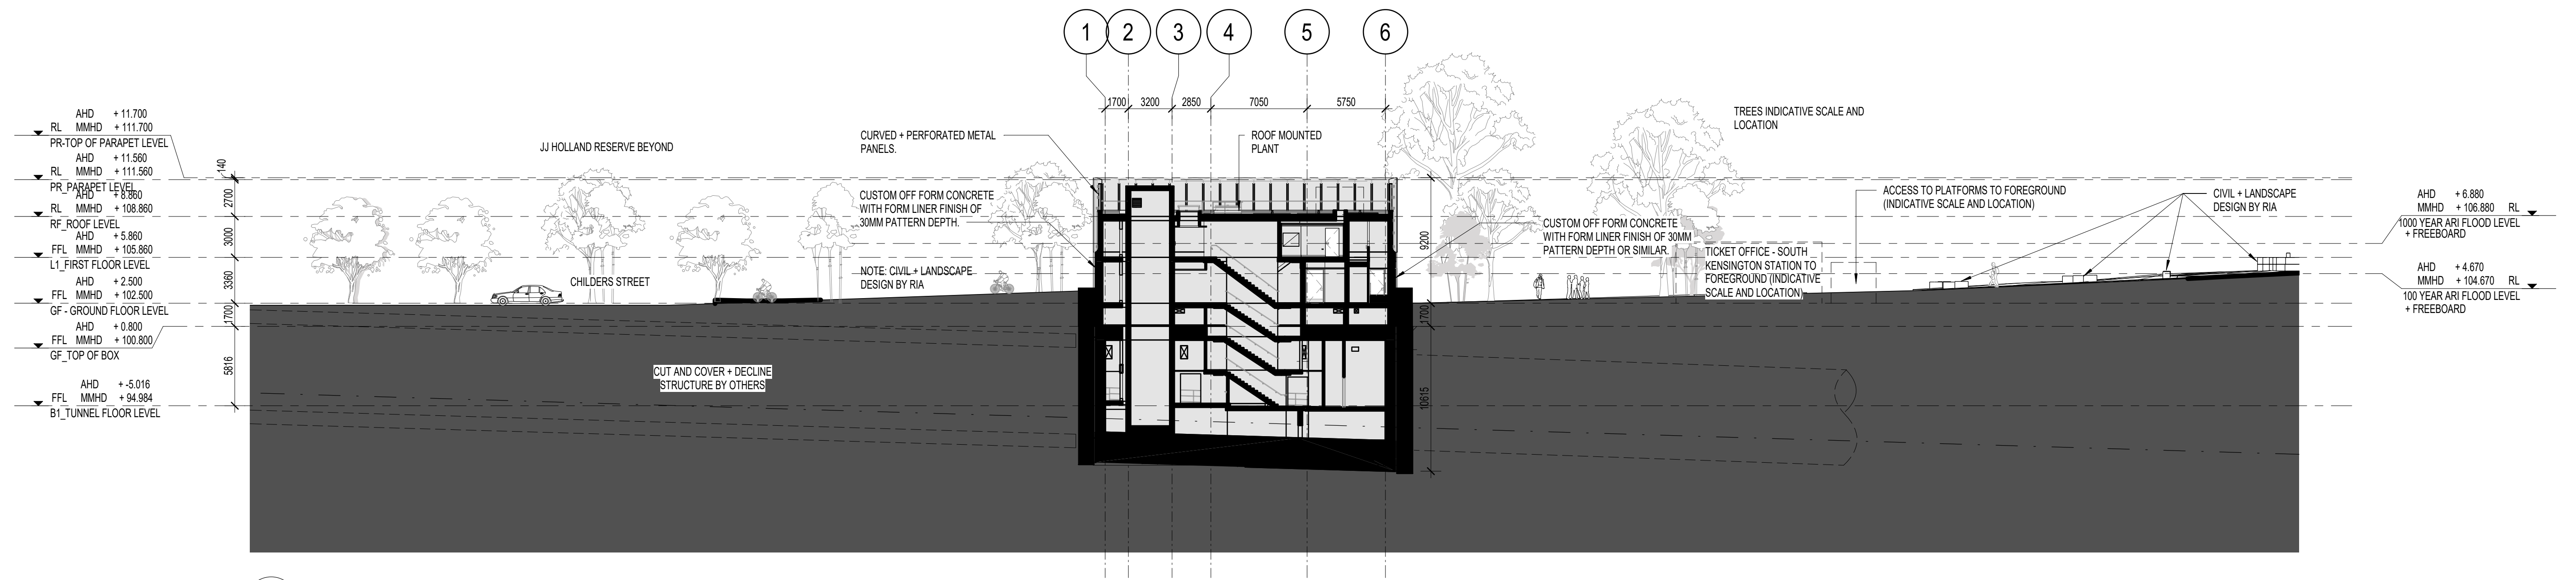 1 2 3 4 5 6
1700 3200 2850 7050 5750
AHD + 11.700
RL MMHD + 111.700
PR-TOP OF PARAPET LEVEL
AHD + 11.560
RL MMHD + 111.560
PR_PARAPET LEVEL
AHD + 8.860
RL MMHD + 108.860
RF_ROOF LEVEL
AHD + 5.860
FFL MMHD + 105.860
L1_FIRST FLOOR LEVEL
AHD + 2.500
FFL MMHD + 102.500
GF - GROUND FLOOR LEVEL
AHD + 0.800
FFL MMHD + 100.800
GF_TOP OF BOX
AHD + -5.016
FFL MMHD + 94.984
B1_TUNNEL FLOOR LEVEL
140
2700
3000
3360
1700
5816
JJ HOLLAND RESERVE BEYOND
CHILDERS STREET
CUT AND COVER + DECLINE
STRUCTURE BY OTHERS
CURVED + PERFORATED METAL
PANELS.
CUSTOM OFF FORM CONCRETE
WITH FORM LINER FINISH OF
30MM PATTERN DEPTH.
NOTE: CIVIL + LANDSCAPE
DESIGN BY RIA
ROOF MOUNTED
PLANT
9200
1700
10615
CUSTOM OFF FORM CONCRETE
WITH FORM LINER FINISH OF 30MM
PATTERN DEPTH OR SIMILAR.
TREES INDICATIVE SCALE AND
LOCATION
TICKET OFFICE - SOUTH
KENSINGTON STATION TO
FOREGROUND (INDICATIVE
SCALE AND LOCATION)
ACCESS TO PLATFORMS TO FOREGROUND
(INDICATIVE SCALE AND LOCATION)
CIVIL + LANDSCAPE
DESIGN BY RIA
AHD + 6.880
MMHD + 106.880 RL
1000 YEAR ARI FLOOD LEVEL
+ FREEBOARD
AHD + 4.670
MMHD + 104.670 RL
100 YEAR ARI FLOOD LEVEL
+ FREEBOARD